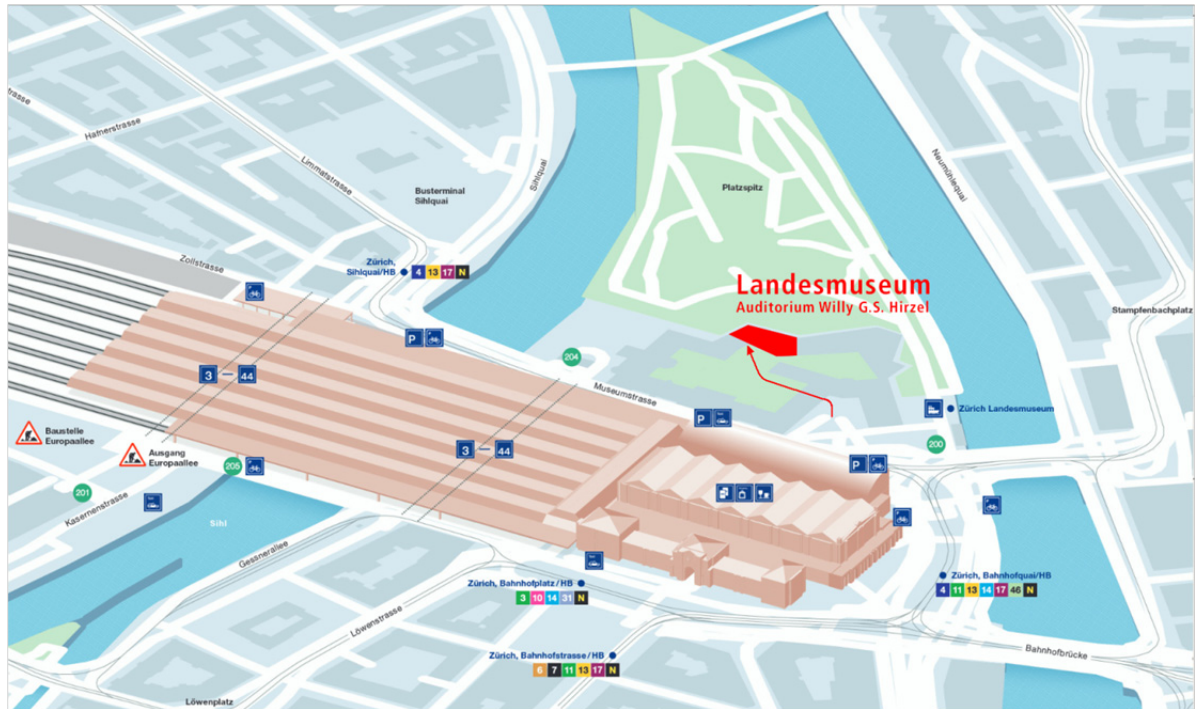 strasse
Hafnerstrasse
Limmatstrasse
Busterminal
Sihlquai
Sihlquai
Platzspitz
Neumühlequai
Zollstrasse
Zürich,
Sihlquai/HB
4 13 17 N
Landesmuseum
Auditorium Willy G.S. Hirzel
Stampfenbachplatz
P
204
3 – 44
Museumstrasse
P
Zürich Landesmuseum
Baustelle
Europaallee
Ausgang
Europaallee
3 – 44
200
205
P
201
Kasernenstrasse
Sihl
Gessnerallee
Zürich, Bahnhofplatz/HB
3 10 14 31 N
Zürich, Bahnhofquai/HB
4 11 13 14 17 46 N
Löwenstrasse
Zürich, Bahnhofstrasse/HB
6 7 11 13 17 N
Bahnhofbrücke
Löwenplatz